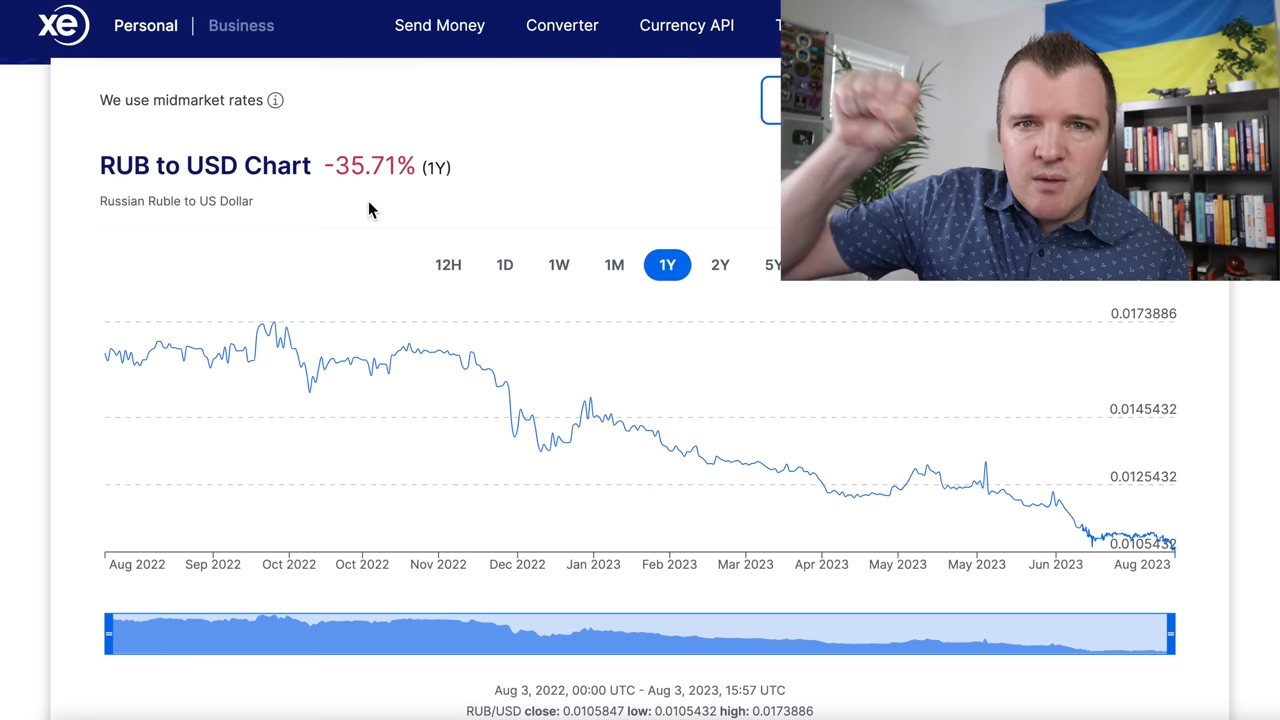 xe Personal | Business Send Money Converter Currency API T
We use midmarket rates
RUB to USD Chart -35.71% (1Y)
Russian Ruble to US Dollar
12H 1D 1W 1M 1Y 2Y 5Y
0.0173886
0.0145432
0.0125432
0.0105432
Aug 2022 Sep 2022 Oct 2022 Oct 2022 Nov 2022 Dec 2022 Jan 2023 Feb 2023 Mar 2023 Apr 2023 May 2023 May 2023 Jun 2023 Aug 2023
Aug 3, 2022, 00:00 UTC - Aug 3, 2023, 15:57 UTC
RUB/USD close: 0.0105847 low: 0.0105432 high: 0.0173886